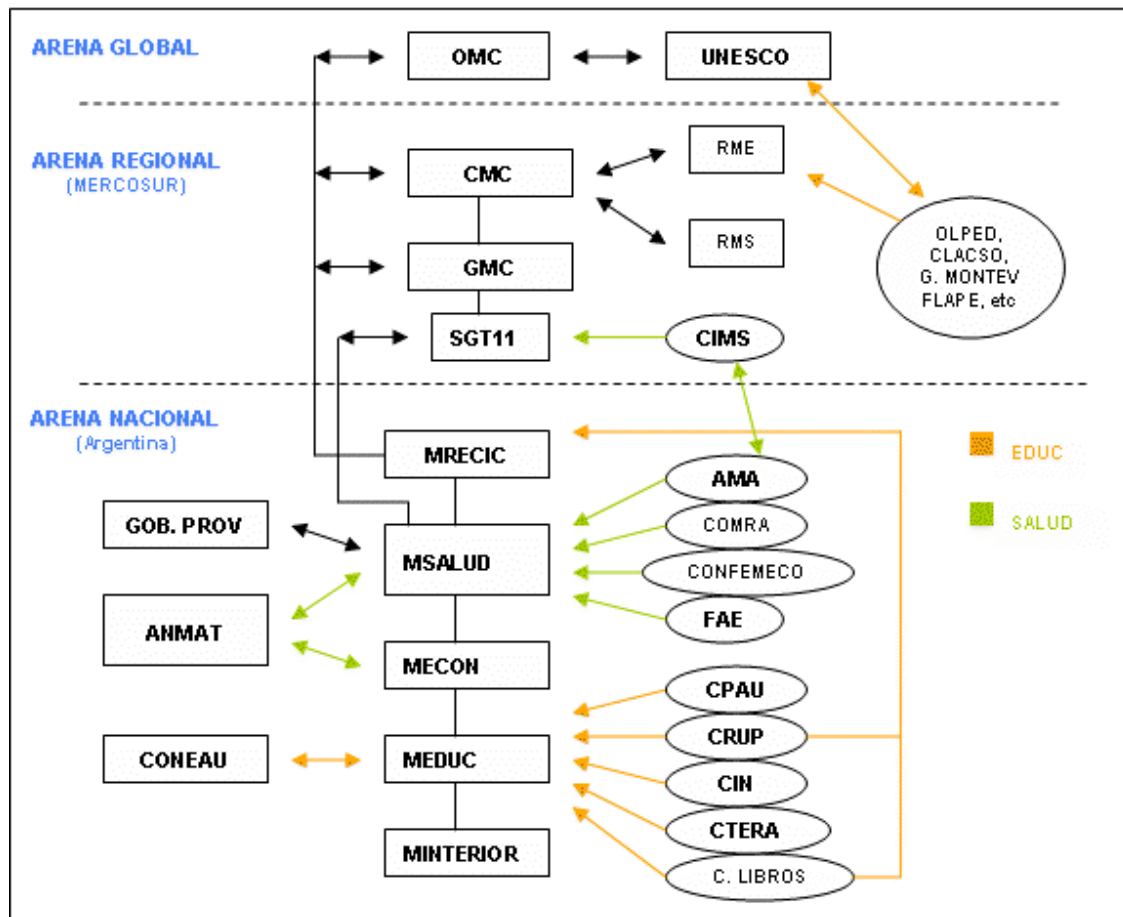 ARENA GLOBAL
OMC
UNESCO
ARENA REGIONAL
(MERCOSUR)
CMC
RME
RMS
GMC
OLPED,
CLACSO,
G. MONTEV
FLAPE, etc
SGT11
CIMS
ARENA NACIONAL
(Argentina)
MRECIC
EDUC
AMA
GOB. PROV
COMRA
SALUD
MSALUD
CONFEMECO
ANMAT
FAE
MECON
CPAU
CONEAU
MEDUC
CRUP
CIN
CTERA
MINTERIOR
C. LIBROS